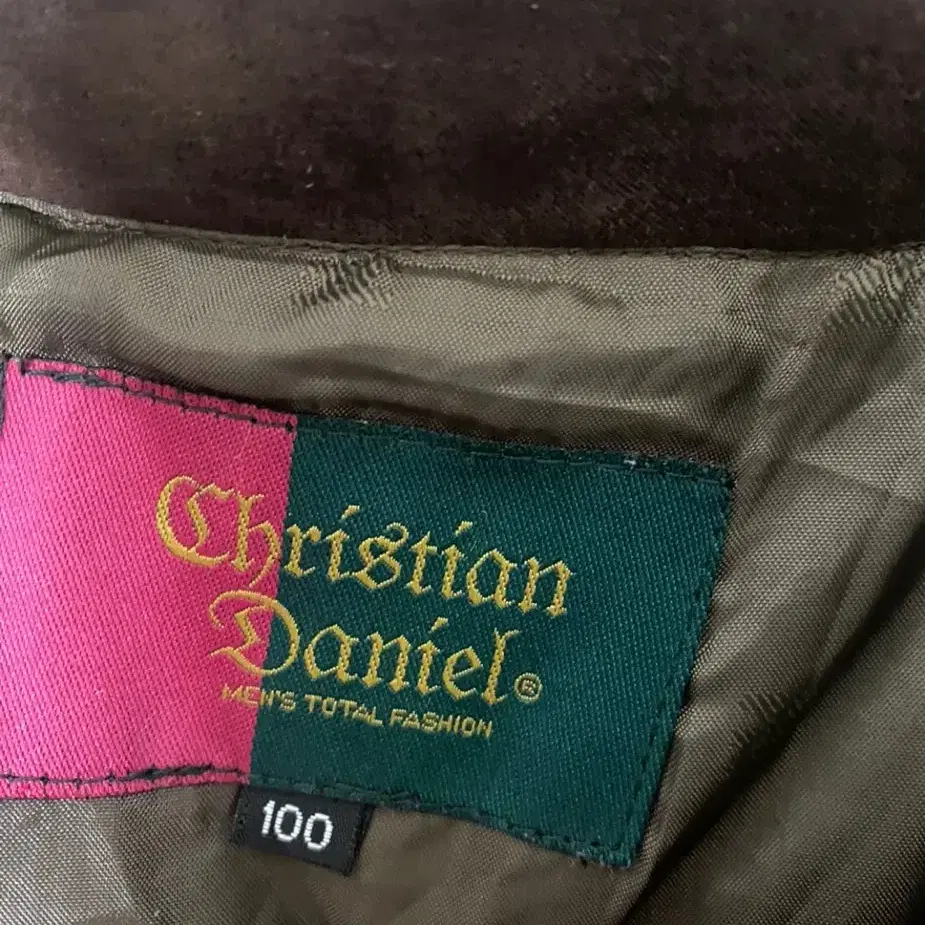 Christian
Daniel®
MEN'S TOTAL FASHION
100